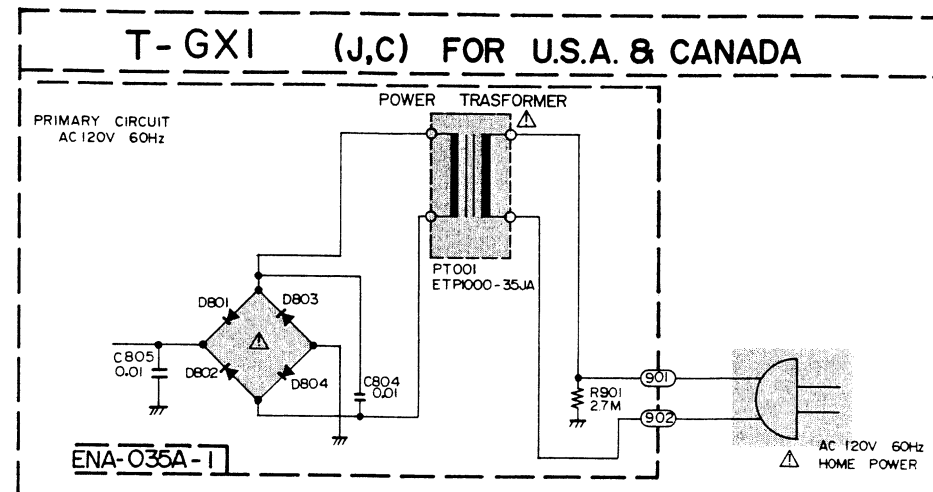 T-GX1 (J,C) FOR U.S.A. & CANADA
POWER TRASFORMER
PRIMARY CIRCUIT
AC 120V 60Hz
PT001
ETP1000-35JA
D801
D803
C805
0.01
D802
D804
C804
0.01
901
R901
2.7M
902
ENA-035A-1
AC 120V 60Hz
HOME POWER